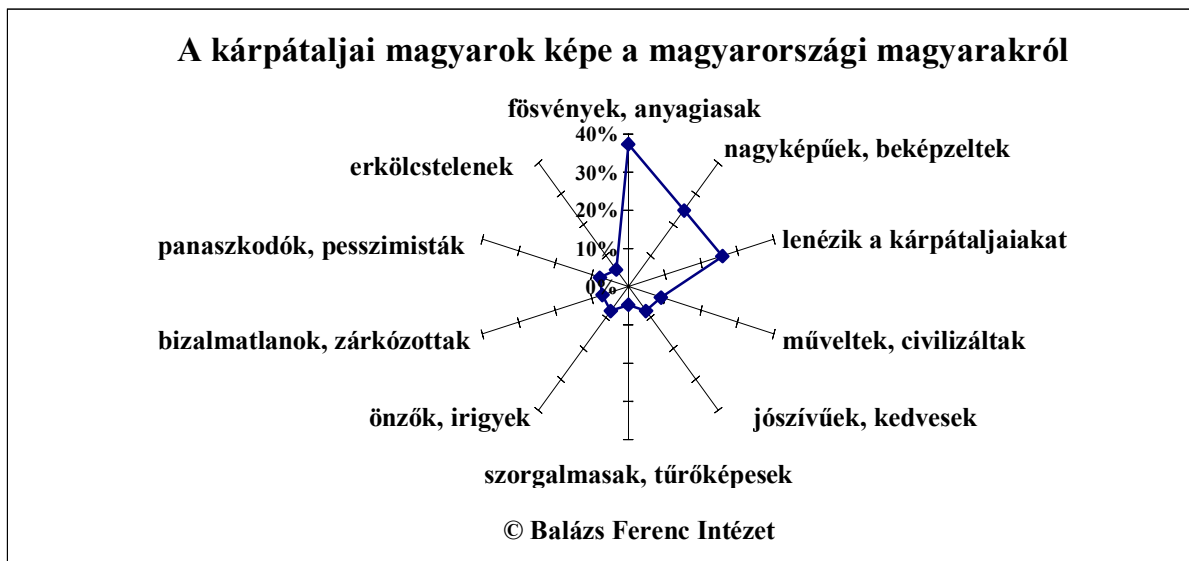 A kárpátaljai magyarok képe a magyarországi magyarakról
fösvények, anyagiasak
40%
nagyképűek, beképzeltek
erkölcstelenek
30%
20%
lenézik a kárpátaljaiakat
panaszkodók, pesszimisták
10%
0%
bizalmatlanok, zárkózottak
műveltek, civilizáltak
önzők, irigyek
jószívűek, kedvesek
szorgalmasak, tűrőképesek
© Balázs Ferenc Intézet